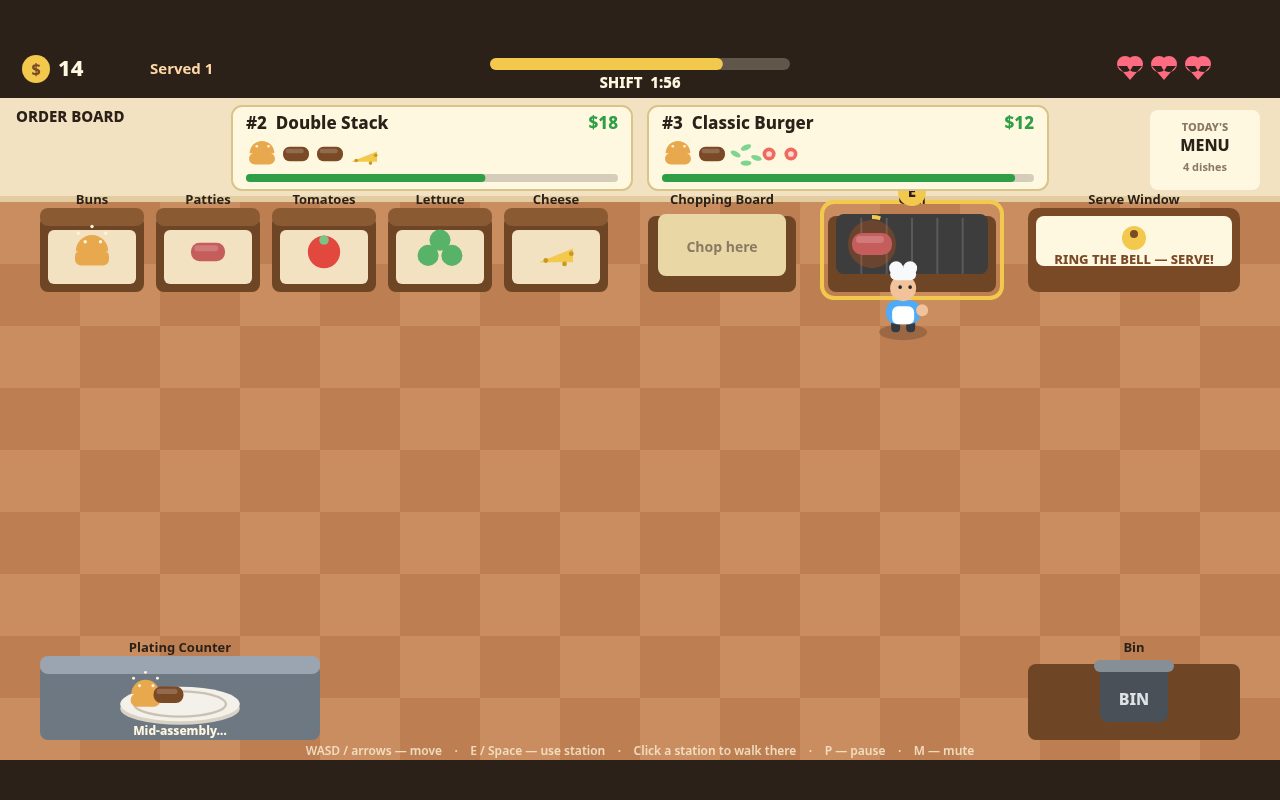 $ 14
Served 1
SHIFT 1:56
ORDER BOARD
#2 Double Stack $18
#3 Classic Burger $12
TODAY'S
MENU
4 dishes
Buns
Patties
Tomatoes
Lettuce
Cheese
Chopping Board
E
Serve Window
Chop here
RING THE BELL — SERVE!
Plating Counter
Mid-assembly...
Bin
BIN
WASD / arrows — move · E / Space — use station · Click a station to walk there · P — pause · M — mute